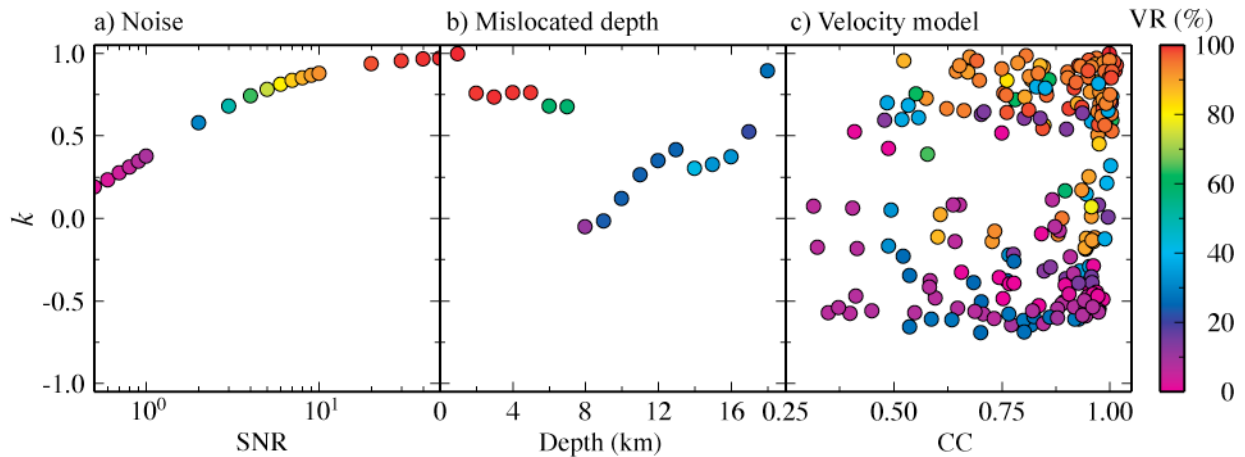 a) Noise b) Mislocated depth c) Velocity model VR (%)
1.0
0.5
0.0
-0.5
-1.0
k
10⁰ 10¹ 0 4 8 12 16 0.25 0.50 0.75 1.00
SNR Depth (km) CC
100
80
60
40
20
0